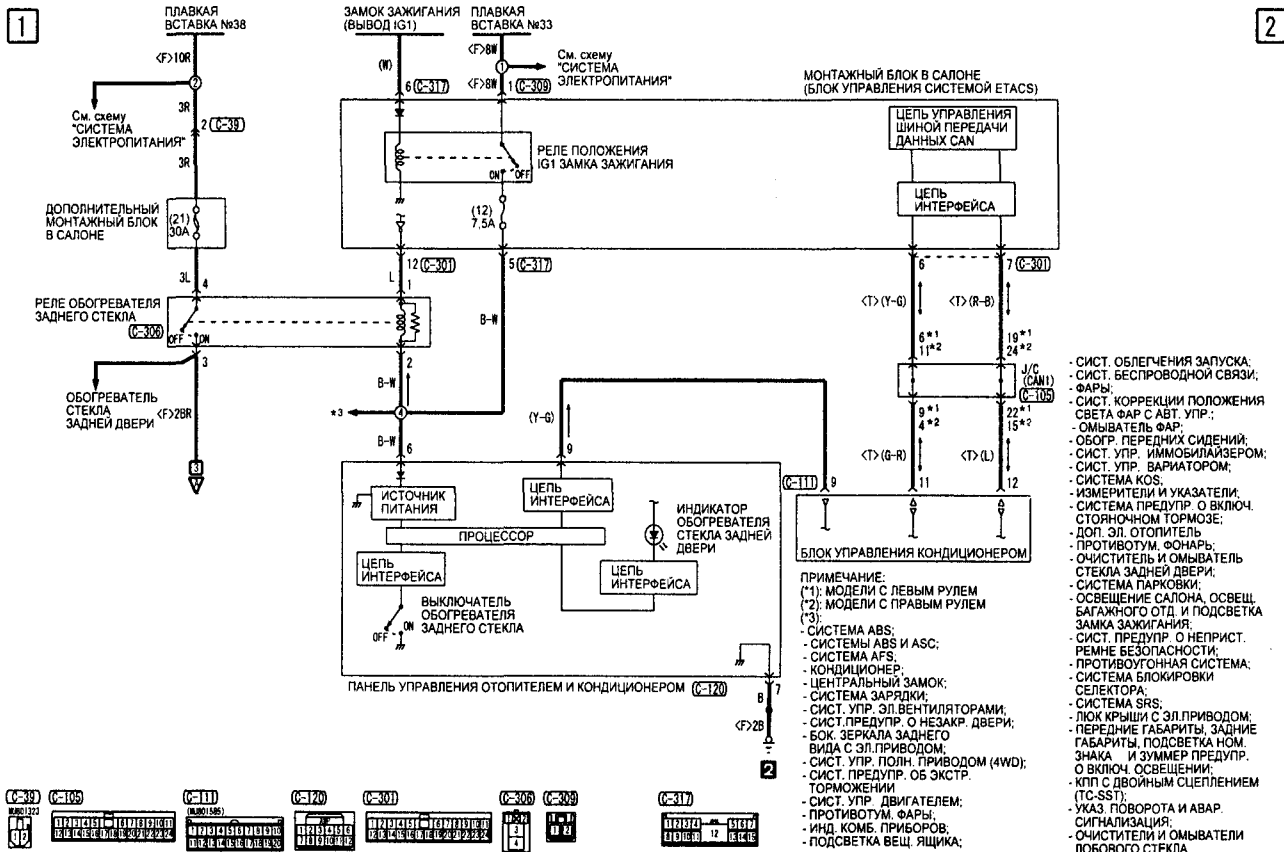 1
2
ПЛАВКАЯ
ВСТАВКА №38
ЗАМОК ЗАЖИГАНИЯ
(ВЫВОД IG1)
ПЛАВКАЯ
ВСТАВКА №33
<F>10R
(W)
<F>8W
1
См. схему
"СИСТЕМА
ЭЛЕКТРОПИТАНИЯ"
<F>8W
2
6 (C-317)
1 (C-309)
МОНТАЖНЫЙ БЛОК В САЛОНЕ
(БЛОК УПРАВЛЕНИЯ СИСТЕМОЙ ETACS)
3R
См. схему
"СИСТЕМА
ЭЛЕКТРОПИТАНИЯ"
2 (C-39)
3R
РЕЛЕ ПОЛОЖЕНИЯ
IG1 ЗАМКА ЗАЖИГАНИЯ
ON OFF
ЦЕПЬ УПРАВЛЕНИЯ
ШИНОЙ ПЕРЕДАЧИ
ДАННЫХ CAN
ЦЕПЬ
ИНТЕРФЕЙСА
ДОПОЛНИТЕЛЬНЫЙ
МОНТАЖНЫЙ БЛОК
В САЛОНЕ
(21)
30A
(12)
7,5A
12 (C-301)
5 (C-317)
6
7 (C-301)
3L
4
L
1
РЕЛЕ ОБОГРЕВАТЕЛЯ
ЗАДНЕГО СТЕКЛА
(C-306)
OFF ON
B-W
<T>(Y-G)
<T>(R-B)
3
2
6*1
11*2
19*1
24*2
J/C
(CAN1)
(C-105)
ОБОГРЕВАТЕЛЬ
СТЕКЛА
ЗАДНЕЙ ДВЕРИ
<F>2BR
B-W
*3
4
(Y-G)
9*1
4*2
22*1
15*2
B-W
6
9
<T>(G-R)
<T>(L)
3
(C-111) 9
11
12
ИСТОЧНИК
ПИТАНИЯ
ЦЕПЬ
ИНТЕРФЕЙСА
ПРОЦЕССОР
ИНДИКАТОР
ОБОГРЕВАТЕЛЯ
СТЕКЛА ЗАДНЕЙ
ДВЕРИ
БЛОК УПРАВЛЕНИЯ КОНДИЦИОНЕРОМ
ЦЕПЬ
ИНТЕРФЕЙСА
ЦЕПЬ
ИНТЕРФЕЙСА
ВЫКЛЮЧАТЕЛЬ
ОБОГРЕВАТЕЛЯ
ЗАДНЕГО СТЕКЛА
OFF ON
ПАНЕЛЬ УПРАВЛЕНИЯ ОТОПИТЕЛЕМ И КОНДИЦИОНЕРОМ (C-120)
7
B
<F>2B
2
ПРИМЕЧАНИЕ:
(*1): МОДЕЛИ С ЛЕВЫМ РУЛЕМ
(*2): МОДЕЛИ С ПРАВЫМ РУЛЕМ
(*3):
- СИСТЕМА ABS;
- СИСТЕМЫ ABS И ASC;
- СИСТЕМА AFS;
- КОНДИЦИОНЕР;
- ЦЕНТРАЛЬНЫЙ ЗАМОК;
- СИСТЕМА ЗАРЯДКИ;
- СИСТ. УПР. ЭЛ.ВЕНТИЛЯТОРАМИ;
- СИСТ.ПРЕДУПР. О НЕЗАКР. ДВЕРИ;
- БОК. ЗЕРКАЛА ЗАДНЕГО
ВИДА С ЭЛ.ПРИВОДОМ;
- СИСТ. УПР. ПОЛН. ПРИВОДОМ (4WD);
- СИСТ. ПРЕДУПР. ОБ ЭКСТР.
ТОРМОЖЕНИИ
- СИСТ. УПР. ДВИГАТЕЛЕМ;
- ПРОТИВОТУМ. ФАРЫ;
- ИНД. КОМБ. ПРИБОРОВ;
- ПОДСВЕТКА ВЕЩ. ЯЩИКА;
- СИСТ. ОБЛЕГЧЕНИЯ ЗАПУСКА;
- СИСТ. БЕСПРОВОДНОЙ СВЯЗИ;
- ФАРЫ;
- СИСТ. КОРРЕКЦИИ ПОЛОЖЕНИЯ
СВЕТА ФАР С АВТ. УПР.;
- ОМЫВАТЕЛЬ ФАР;
- ОБОГР. ПЕРЕДНИХ СИДЕНИЙ;
- СИСТ. УПР. ИММОБИЛАЙЗЕРОМ;
- СИСТ. УПР. ВАРИАТОРОМ;
- СИСТЕМА KOS;
- ИЗМЕРИТЕЛИ И УКАЗАТЕЛИ;
- СИСТЕМА ПРЕДУПР. О ВКЛЮЧ.
СТОЯНОЧНОМ ТОРМОЗЕ;
- ДОП. ЭЛ. ОТОПИТЕЛЬ
- ПРОТИВОТУМ. ФОНАРЬ;
- ОЧИСТИТЕЛЬ И ОМЫВАТЕЛЬ
СТЕКЛА ЗАДНЕЙ ДВЕРИ;
- СИСТЕМА ПАРКОВКИ;
- ОСВЕЩЕНИЕ САЛОНА, ОСВЕЩ.
БАГАЖНОГО ОТД. И ПОДСВЕТКА
ЗАМКА ЗАЖИГАНИЯ;
- СИСТ. ПРЕДУПР. О НЕПРИСТ.
РЕМНЕ БЕЗОПАСНОСТИ;
- ПРОТИВОУГОННАЯ СИСТЕМА;
- СИСТЕМА БЛОКИРОВКИ
СЕЛЕКТОРА;
- СИСТЕМА SRS;
- ЛЮК КРЫШИ С ЭЛ.ПРИВОДОМ;
- ПЕРЕДНИЕ ГАБАРИТЫ, ЗАДНИЕ
ГАБАРИТЫ, ПОДСВЕТКА НОМ.
ЗНАКА И ЗУММЕР ПРЕДУПР.
О ВКЛЮЧ. ОСВЕЩЕНИИ;
- КПП С ДВОЙНЫМ СЦЕПЛЕНИЕМ
(TC-SST);
- УКАЗ. ПОВОРОТА И АВАР.
СИГНАЛИЗАЦИЯ;
- ОЧИСТИТЕЛИ И ОМЫВАТЕЛИ
ЛОБОВОГО СТЕКЛА
(C-39)
(C-105)
(C-111)
(C-120)
(C-301)
(C-306)
(C-309)
(C-317)